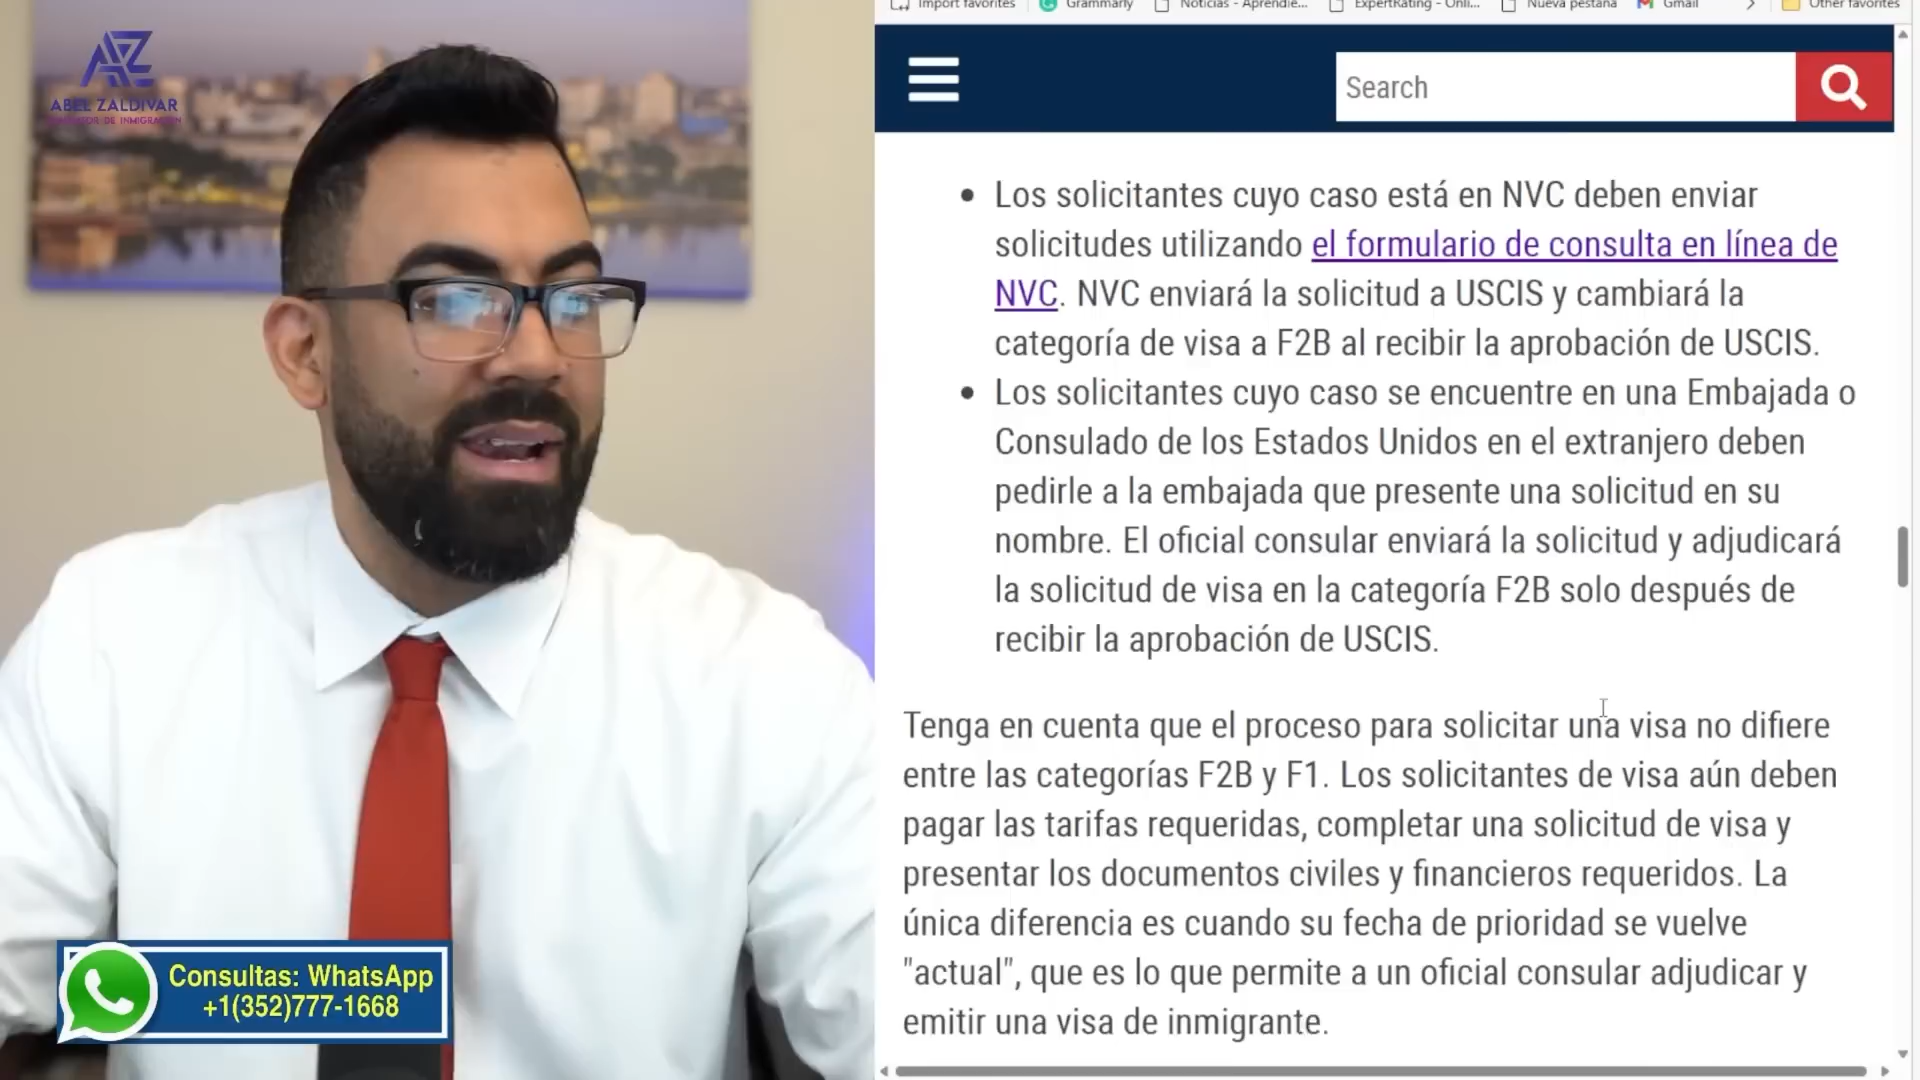 Import favorites
Grammarly
Noticias - Aprendie...
ExpertRating - Onli...
Nueva pestaña
Gmail
Other favorites
AZ
ABEL ZALDIVAR
DE INMIGRACIÓN
Search
• Los solicitantes cuyo caso está en NVC deben enviar
solicitudes utilizando el formulario de consulta en línea de
NVC. NVC enviará la solicitud a USCIS y cambiará la
categoría de visa a F2B al recibir la aprobación de USCIS.
• Los solicitantes cuyo caso se encuentre en una Embajada o
Consulado de los Estados Unidos en el extranjero deben
pedirle a la embajada que presente una solicitud en su
nombre. El oficial consular enviará la solicitud y adjudicará
la solicitud de visa en la categoría F2B solo después de
recibir la aprobación de USCIS.
Tenga en cuenta que el proceso para solicitar una visa no difiere
entre las categorías F2B y F1. Los solicitantes de visa aún deben
pagar las tarifas requeridas, completar una solicitud de visa y
presentar los documentos civiles y financieros requeridos. La
única diferencia es cuando su fecha de prioridad se vuelve
"actual", que es lo que permite a un oficial consular adjudicar y
emitir una visa de inmigrante.
Consultas: WhatsApp
+1(352)777-1668